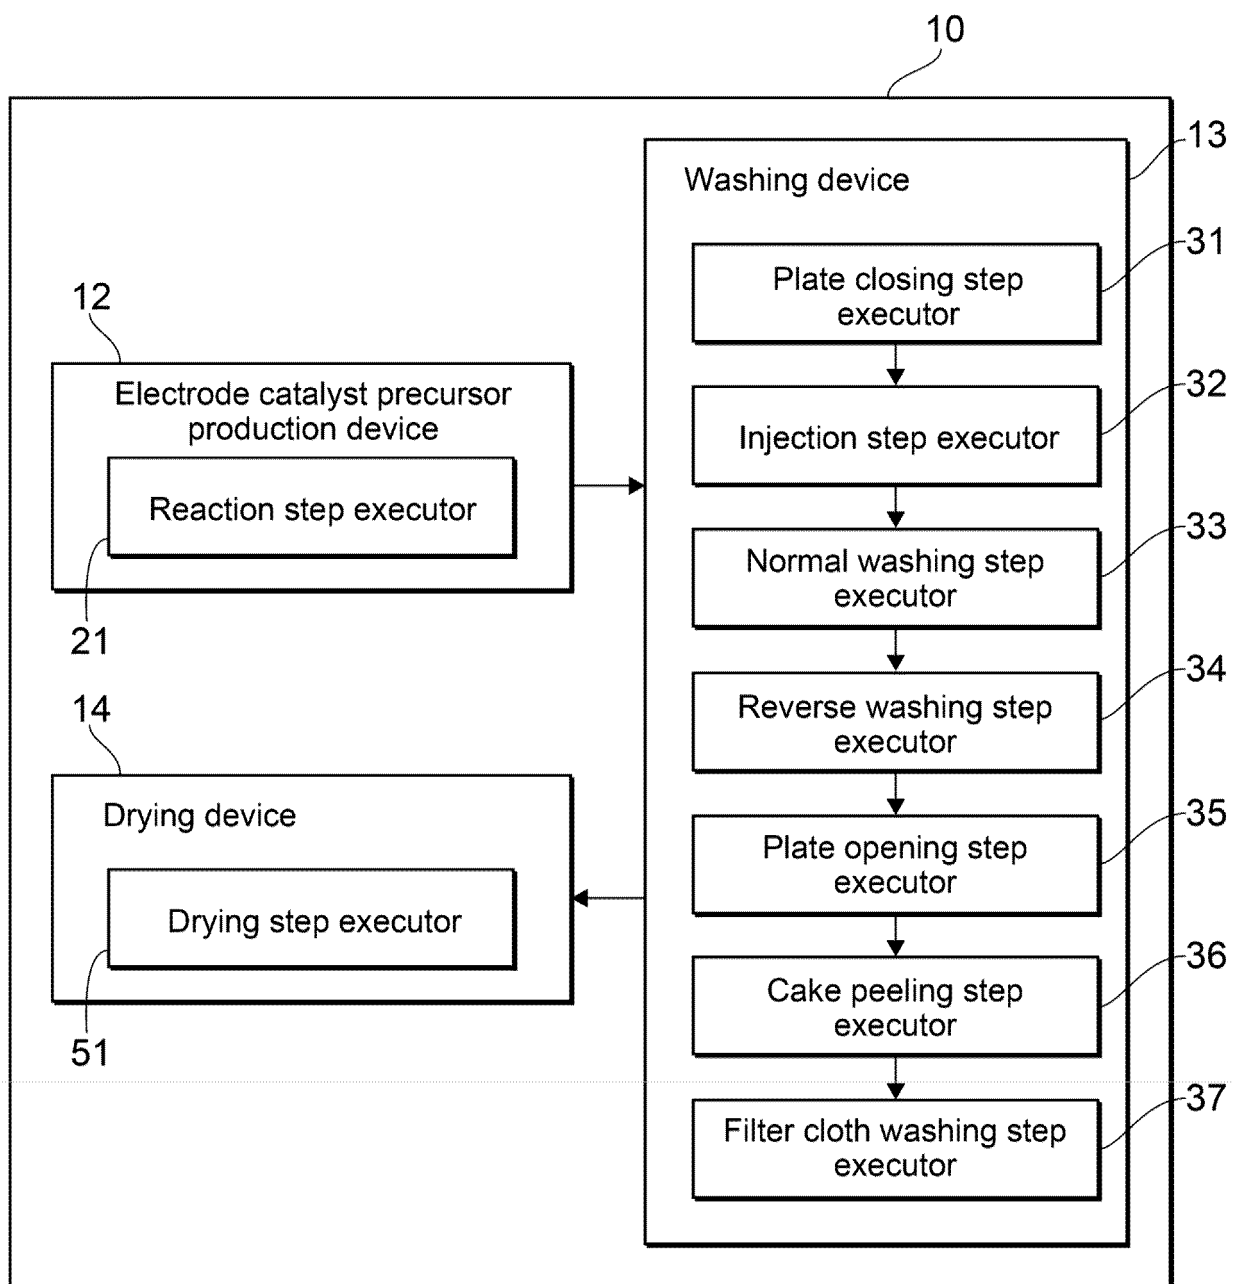 10
13
Washing device
31
Plate closing step
executor
12
Electrode catalyst precursor
production device
32
Injection step executor
Reaction step executor
33
Normal washing step
executor
21
34
Reverse washing step
executor
14
Drying device
35
Plate opening step
executor
Drying step executor
36
Cake peeling step
executor
51
37
Filter cloth washing step
executor